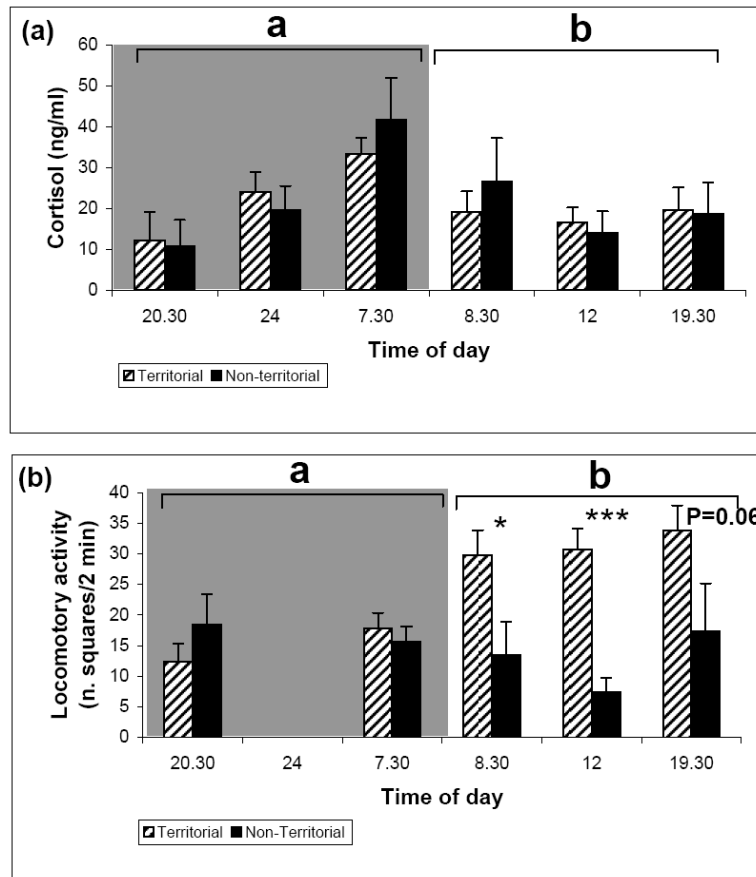 (a)
a b
60
50
40
30
20
10
0
Cortisol (ng/ml)
20.30 24 7.30 8.30 12 19.30
Time of day
Territorial Non-territorial
(b)
a b
40
35
30
25
20
15
10
5
0
Locomotory activity
(n. squares/2 min)
* *** P=0.06
20.30 24 7.30 8.30 12 19.30
Time of day
Territorial Non-Territorial